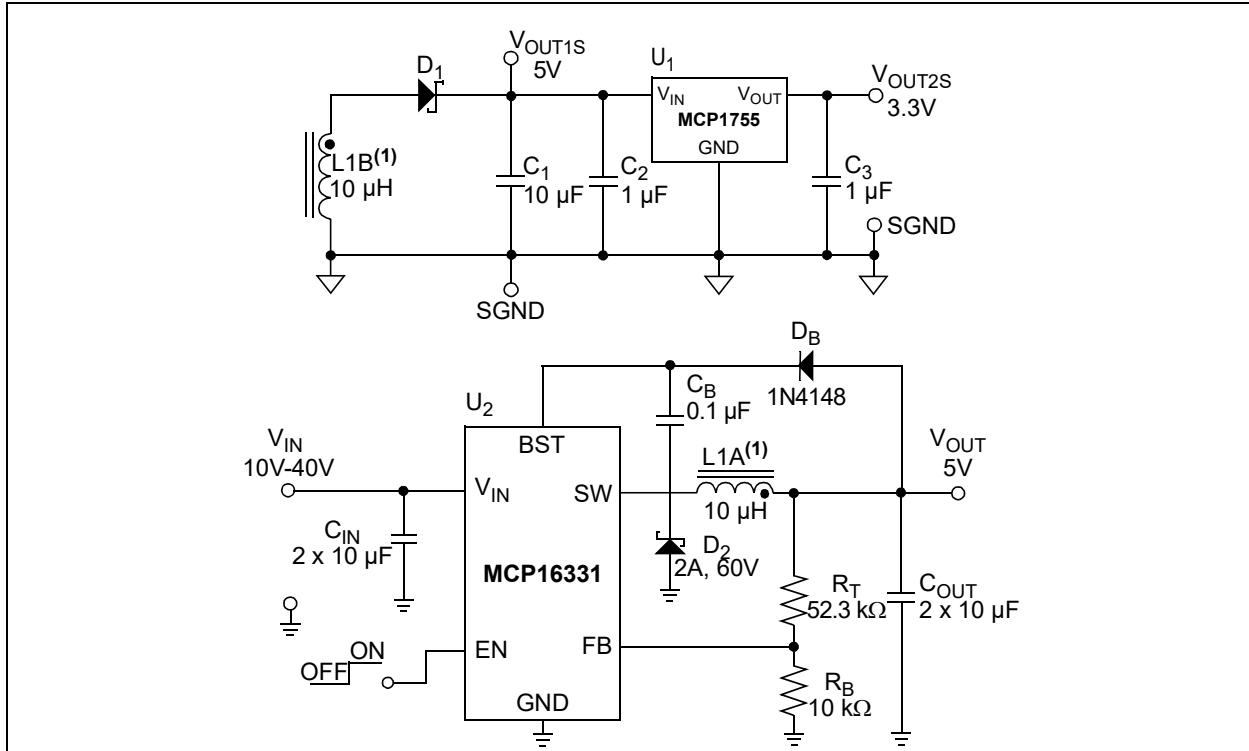 VOUT1S
5V
D1
U1
VIN
VOUT
MCP1755
GND
VOUT2S
3.3V
L1B(1)
10 µH
C1
10 µF
C2
1 µF
C3
1 µF
SGND
SGND
DB
1N4148
CB
0.1 µF
U2
BST
VIN
10V-40V
VIN
SW
L1A(1)
10 µH
VOUT
5V
CIN
2 x 10 µF
MCP16331
D2
2A, 60V
RT
52.3 kΩ
COUT
2 x 10 µF
OFF
ON
EN
FB
GND
RB
10 kΩ